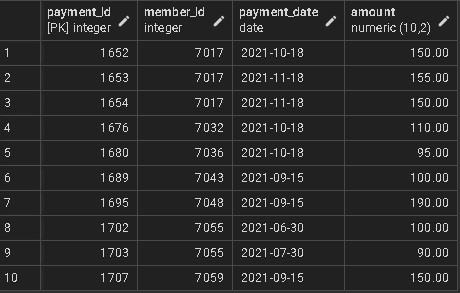 payment_id member_id payment_date amount
[PK] integer integer date numeric (10,2)
1 1652 7017 2021-10-18 150.00
2 1653 7017 2021-11-18 155.00
3 1654 7017 2021-11-18 150.00
4 1676 7032 2021-10-18 110.00
5 1680 7036 2021-10-18 95.00
6 1689 7043 2021-09-15 100.00
7 1695 7048 2021-09-15 190.00
8 1702 7055 2021-06-30 100.00
9 1703 7055 2021-07-30 90.00
10 1707 7059 2021-09-15 150.00